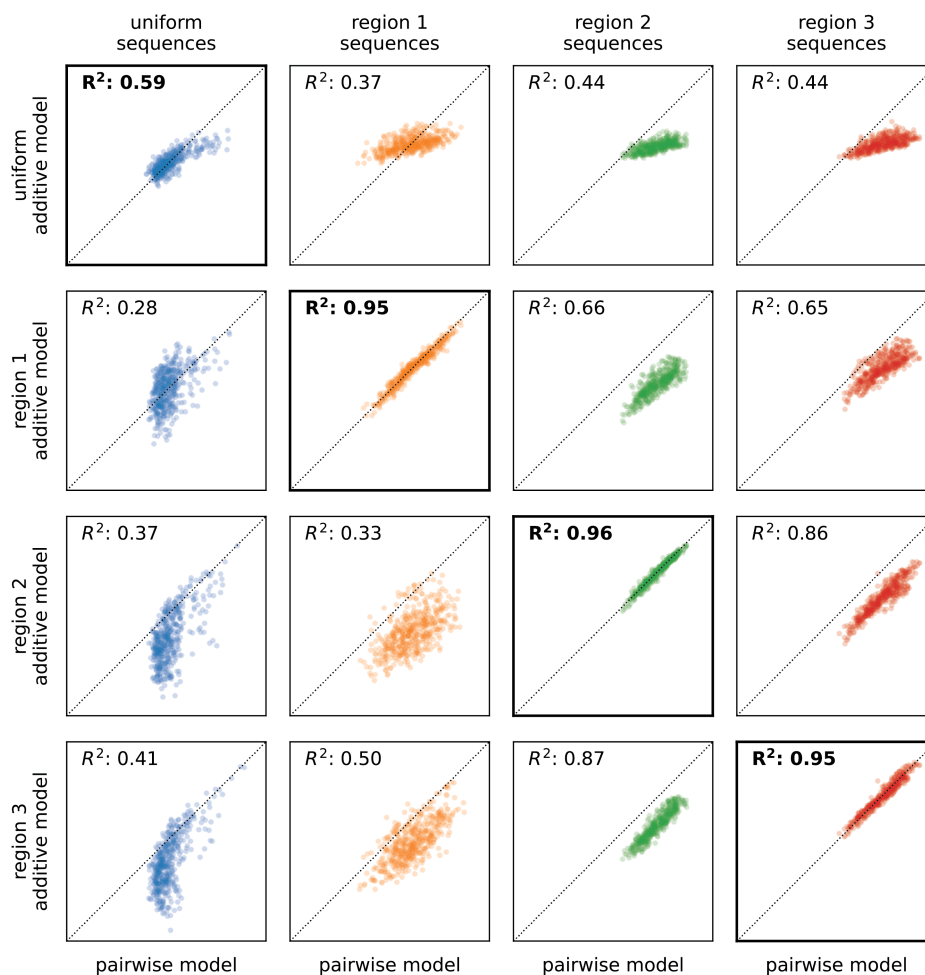 uniform
sequences
region 1
sequences
region 2
sequences
region 3
sequences
uniform
additive model
R²: 0.59
R²: 0.37
R²: 0.44
R²: 0.44
region 1
additive model
R²: 0.28
R²: 0.95
R²: 0.66
R²: 0.65
region 2
additive model
R²: 0.37
R²: 0.33
R²: 0.96
R²: 0.86
region 3
additive model
R²: 0.41
R²: 0.50
R²: 0.87
R²: 0.95
pairwise model
pairwise model
pairwise model
pairwise model